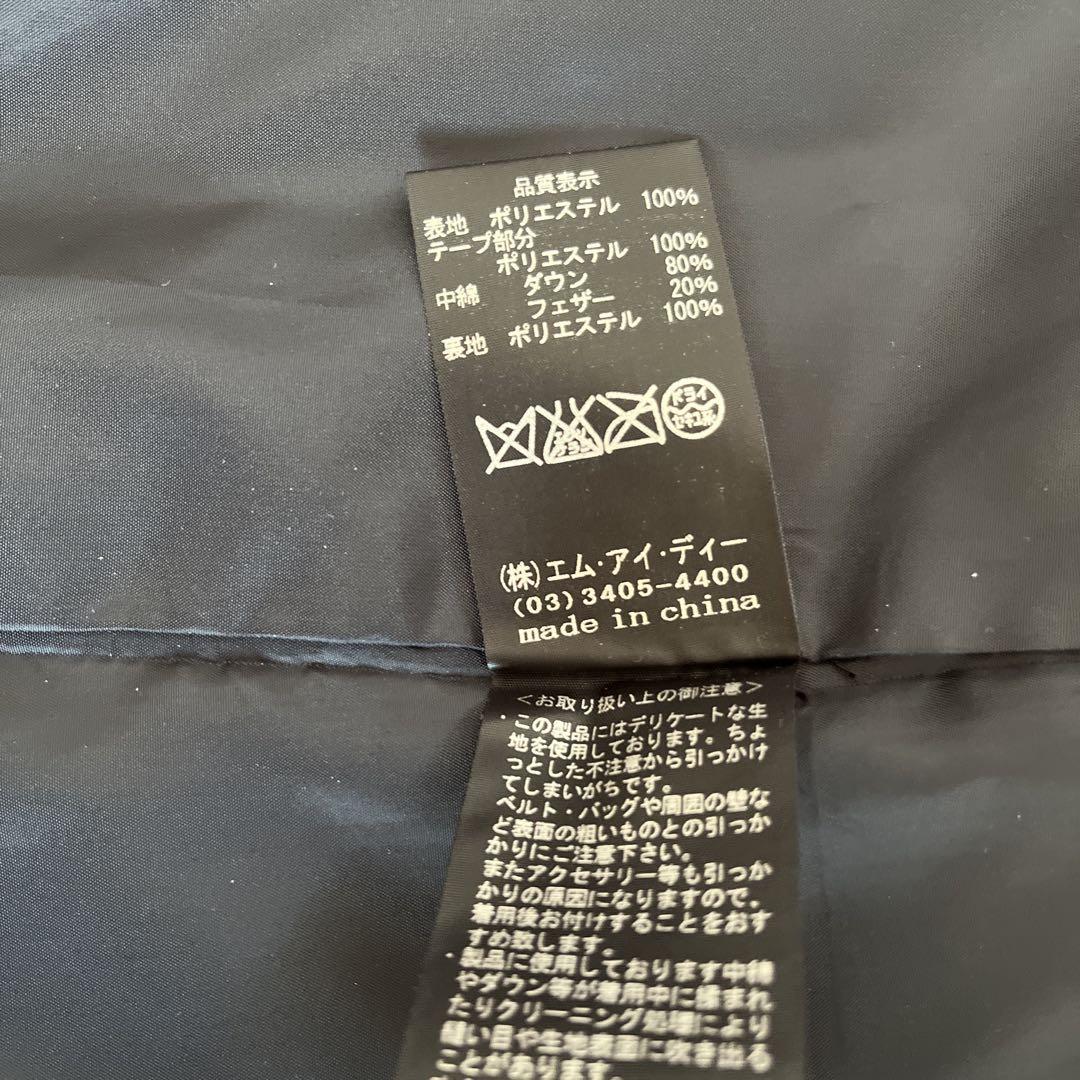 品質表示
表地 ポリエステル 100%
テープ部分
ポリエステル 100%
中綿 ダウン 80%
フェザー 20%
裏地 ポリエステル 100%
ドライ
セキユ系
(株)エム・アイ・ディー
(03)3405-4400
made in china
＜お取り扱い上の御注意＞
・この製品にはデリケートな生
地を使用しております。ちょ
っとした不注意から引っかけ
てしまいがちです。
ベルト・バッグや周囲の壁な
ど表面の粗いものとの引っか
かりにご注意下さい。
またアクセサリー等も引っか
かりの原因になりますので、
着用後お付けすることをおす
すめ致します。
・製品に使用しております中綿
やダウン等が着用中に揉まれ
たりクリーニング処理により
縫い目や生地表面に吹き出る
ことがあります。